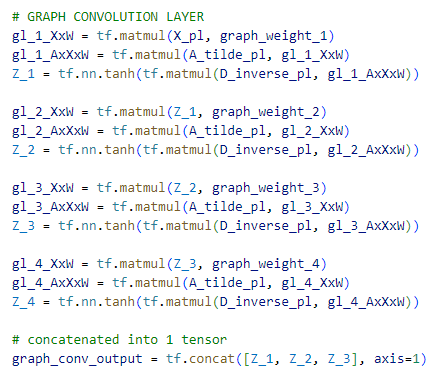 # GRAPH CONVOLUTION LAYER
gl_1_XxW = tf.matmul(X_pl, graph_weight_1)
gl_1_AxXxW = tf.matmul(A_tilde_pl, gl_1_XxW)
Z_1 = tf.nn.tanh(tf.matmul(D_inverse_pl, gl_1_AxXxW))
gl_2_XxW = tf.matmul(Z_1, graph_weight_2)
gl_2_AxXxW = tf.matmul(A_tilde_pl, gl_2_XxW)
Z_2 = tf.nn.tanh(tf.matmul(D_inverse_pl, gl_2_AxXxW))
gl_3_XxW = tf.matmul(Z_2, graph_weight_3)
gl_3_AxXxW = tf.matmul(A_tilde_pl, gl_3_XxW)
Z_3 = tf.nn.tanh(tf.matmul(D_inverse_pl, gl_3_AxXxW))
gl_4_XxW = tf.matmul(Z_3, graph_weight_4)
gl_4_AxXxW = tf.matmul(A_tilde_pl, gl_4_XxW)
Z_4 = tf.nn.tanh(tf.matmul(D_inverse_pl, gl_4_AxXxW))
# concatenated into 1 tensor
graph_conv_output = tf.concat([Z_1, Z_2, Z_3], axis=1)